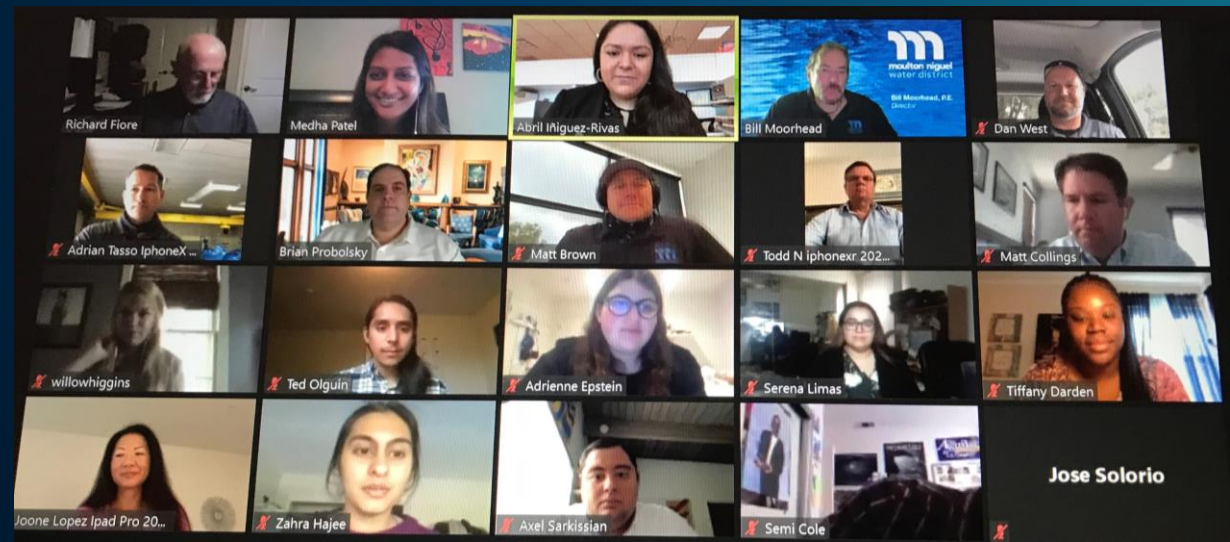 Richard Fiore
Medha Patel
Abril Iñiguez-Rivas
moulton niguel
water district
Bill Moorhead, P.E.
Director
Bill Moorhead
Dan West
Adrian Tasso IphoneX ...
Brian Probolsky
Matt Brown
Todd N iphonexr 202...
Matt Collings
willowhiggins
Ted Olguin
Adrienne Epstein
Serena Limas
Tiffany Darden
Joone Lopez Ipad Pro 20...
Zahra Hajee
Axel Sarkissian
Semi Cole
Jose Solorio